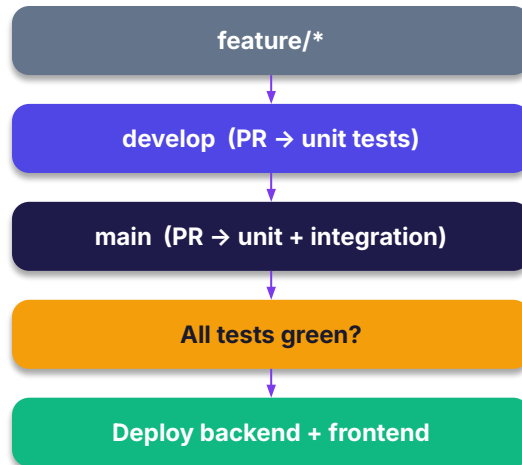 feature/*
develop (PR → unit tests)
main (PR → unit + integration)
All tests green?
Deploy backend + frontend